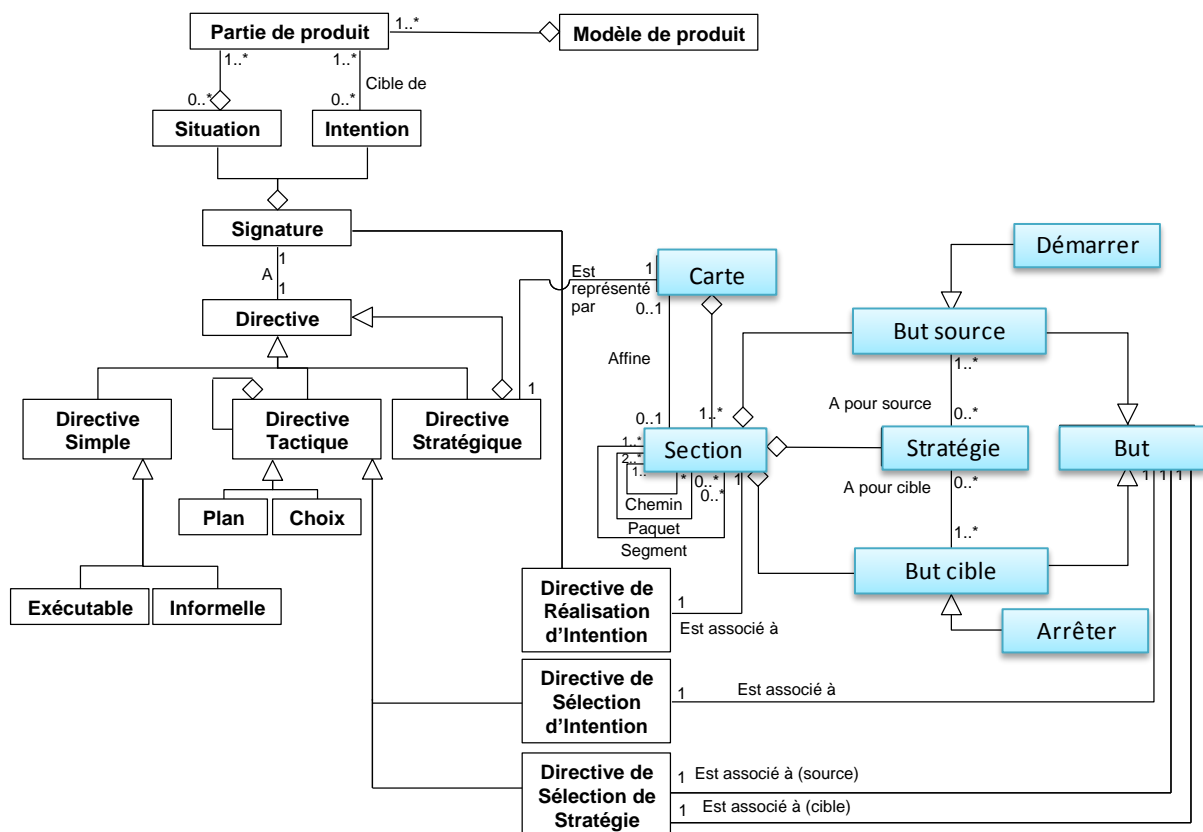 Partie de produit
1..*
Modèle de produit
1..*
1..*
Cible de
0..*
0..*
Situation
Intention
Signature
Démarrer
1
A
1
Est
représenté
par
1
Carte
0..1
Directive
But source
Affine
1..*
1
A pour source
0..*
Directive
Simple
Directive
Tactique
Directive
Stratégique
0..1
1..*
Section
Stratégie
But
1..*
2..*
1..
*
0..*
0..*
1
Chemin
Paquet
Segment
A pour cible
0..*
1
1
1
Plan
Choix
1..*
But cible
Exécutable
Informelle
Directive de
Réalisation
d’Intention
1
Est associé à
Arrêter
Directive de
Sélection
d’Intention
1
Est associé à
Directive de
Sélection de
Stratégie
1
Est associé à (source)
1
Est associé à (cible)